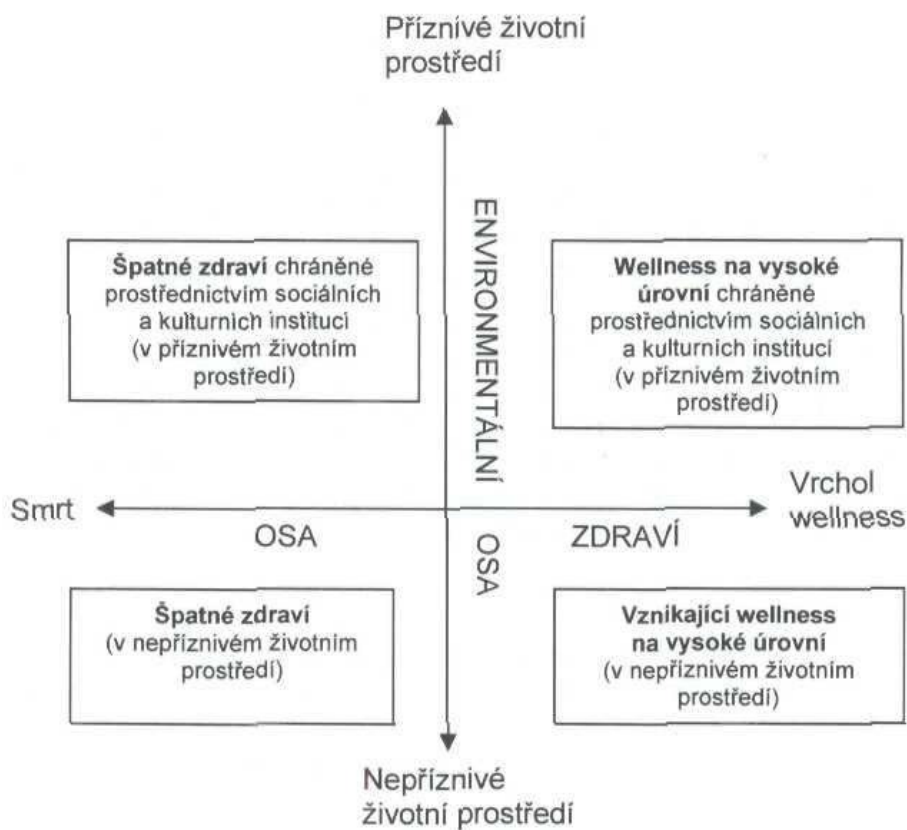 Příznivé životní
prostředí
ENVIRONMENTÁLNÍ
Špatné zdraví chráněné
prostřednictvím sociálních
a kulturních institucí
(v příznivém životním
prostředí)
Wellness na vysoké
úrovní chráněné
prostřednictvím sociálních
a kulturních institucí
(v příznivém životním
prostředí)
Smrt
Vrchol
wellness
OSA
ZDRAVÍ
OSA
Špatné zdraví
(v nepříznivém životním
prostředí)
Vznikající wellness
na vysoké úrovní
(v nepříznivém životním
prostředí)
Nepříznivé
životní prostředí